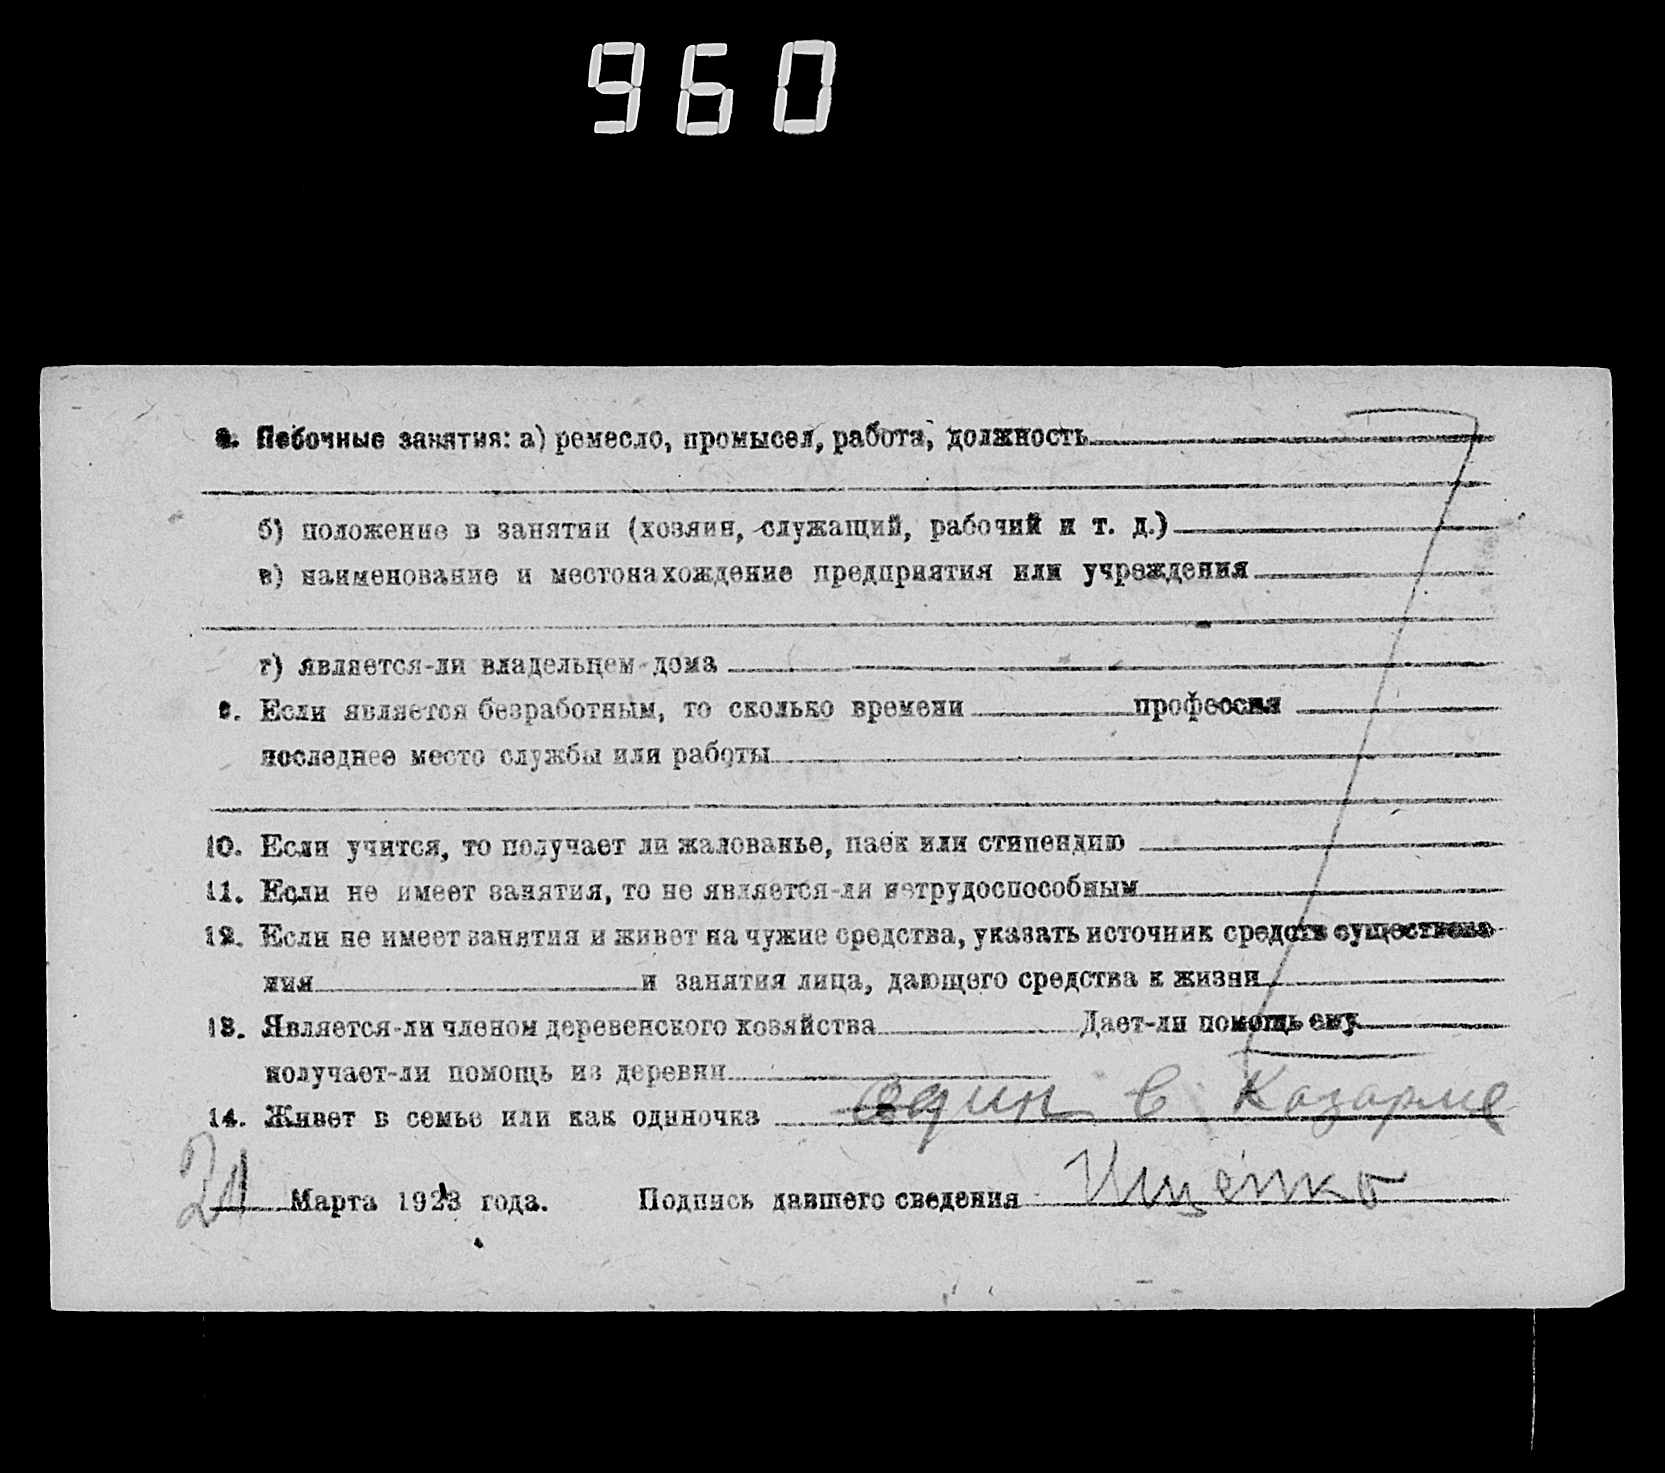 960
8. Побочные занятия: а) ремесло, промысел, работа, должность
б) положение в занятии (хозяин, служащий, рабочий и т. д.)
в) наименование и местонахождение предприятия или учреждения
г) является-ли владельцем дома
9. Если является безработным, то сколько времени профессия
последнее место службы или работы
10. Если учится, то получает ли жалованье, паек или стипендию
11. Если не имеет занятия, то не является-ли нетрудоспособным
12. Если не имеет занятия и живет на чужие средства, указать источник средств существова-
ния и занятия лица, дающего средства к жизни
13. Является-ли членом деревенского хозяйства Дает-ли помощь ему
получает-ли помощь из деревни
14. Живет в семье или как одиночка один в Казарме
21 Марта 1923 года. Подпись давшего сведения Ищенко